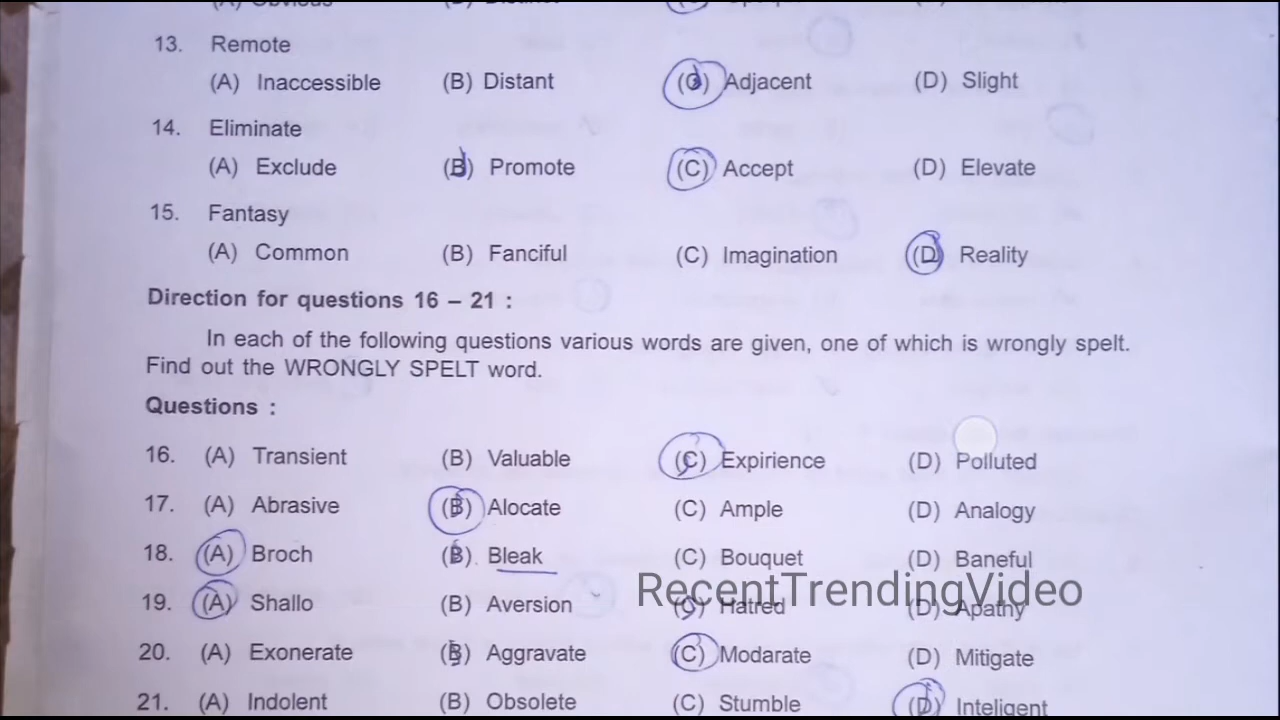 13. Remote
(A) Inaccessible (B) Distant (C) Adjacent (D) Slight
14. Eliminate
(A) Exclude (B) Promote (C) Accept (D) Elevate
15. Fantasy
(A) Common (B) Fanciful (C) Imagination (D) Reality
Direction for questions 16 – 21 :
In each of the following questions various words are given, one of which is wrongly spelt.
Find out the WRONGLY SPELT word.
Questions :
16. (A) Transient (B) Valuable (C) Expirience (D) Polluted
17. (A) Abrasive (B) Alocate (C) Ample (D) Analogy
18. (A) Broch (B) Bleak (C) Bouquet (D) Baneful
RecentTrendingVideo
19. (A) Shallo (B) Aversion (C) Hatred (D) Apathy
20. (A) Exonerate (B) Aggravate (C) Modarate (D) Mitigate
21. (A) Indolent (B) Obsolete (C) Stumble (D) Inteligent